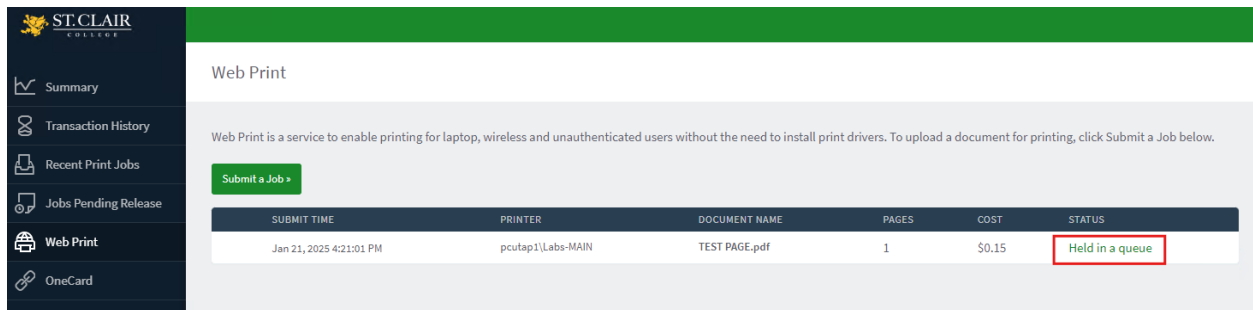 ST.CLAIR
COLLEGE
Summary
Transaction History
Recent Print Jobs
Jobs Pending Release
Web Print
OneCard
Web Print
Web Print is a service to enable printing for laptop, wireless and unauthenticated users without the need to install print drivers. To upload a document for printing, click Submit a Job below.
Submit a Job »
SUBMIT TIME PRINTER DOCUMENT NAME PAGES COST STATUS
Jan 21, 2025 4:21:01 PM pcutap1\Labs-MAIN TEST PAGE.pdf 1 $0.15 Held in a queue